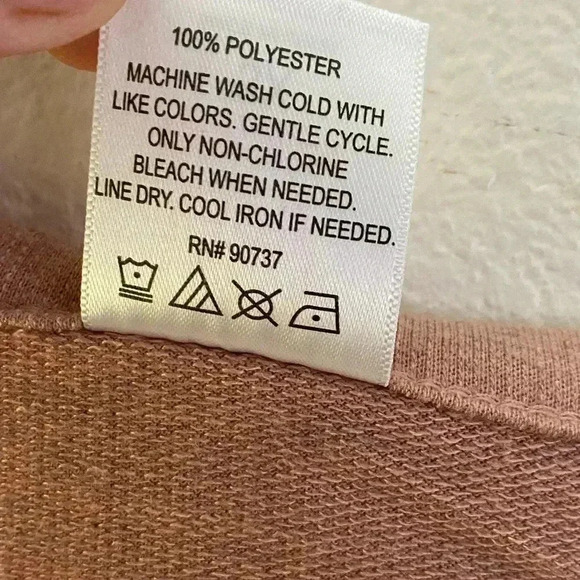 100% POLYESTER
MACHINE WASH COLD WITH
LIKE COLORS. GENTLE CYCLE.
ONLY NON-CHLORINE
BLEACH WHEN NEEDED.
LINE DRY. COOL IRON IF NEEDED.
RN# 90737